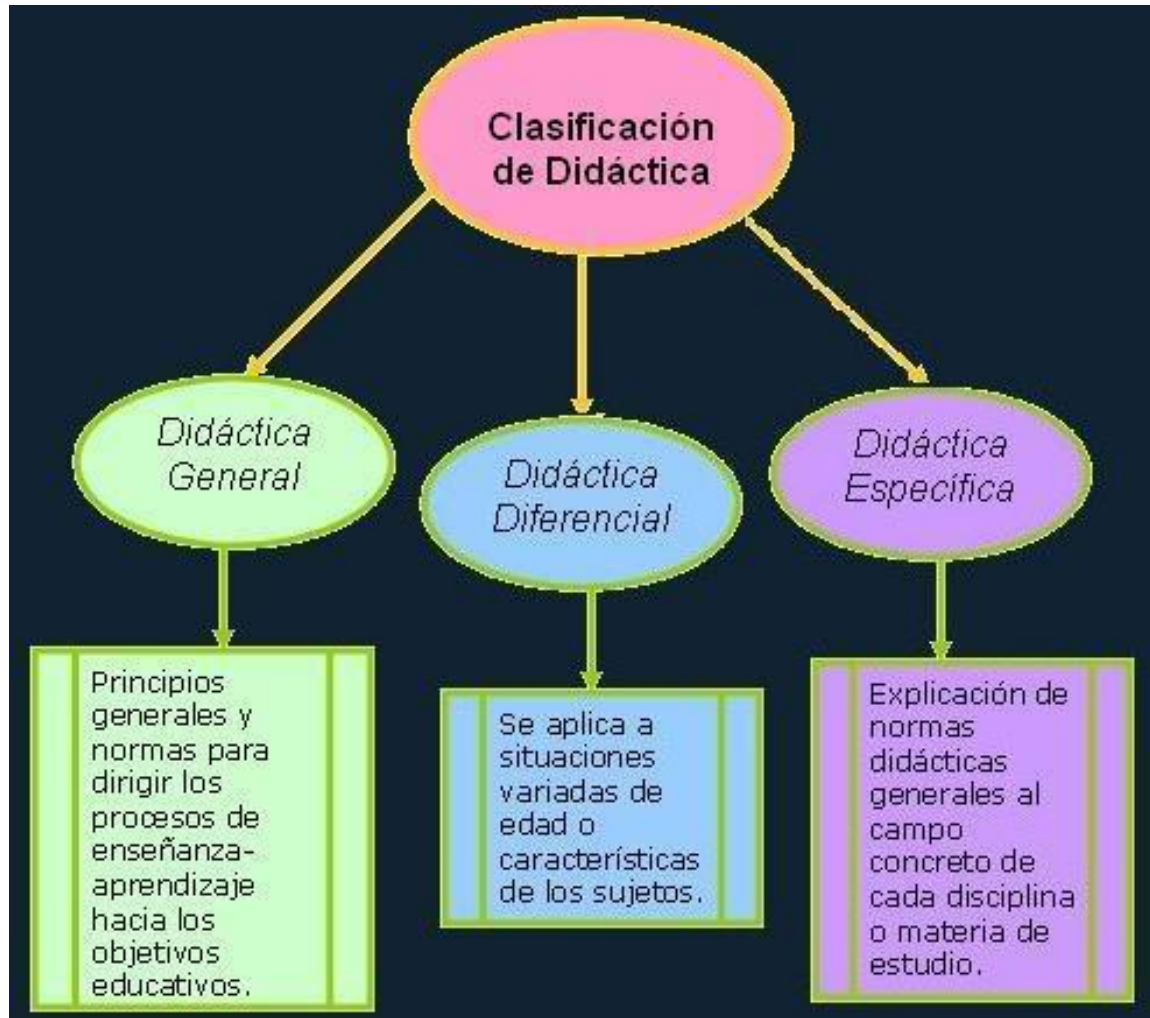 Clasificación
de Didáctica
Didáctica
General
Didáctica
Diferencial
Didáctica
Específica
Principios
generales y
normas para
dirigir los
procesos de
enseñanza-
aprendizaje
hacia los
objetivos
educativos.
Se aplica a
situaciones
variadas de
edad o
características
de los sujetos.
Explicación de
normas
didácticas
generales al
campo
concreto de
cada disciplina
o materia de
estudio.